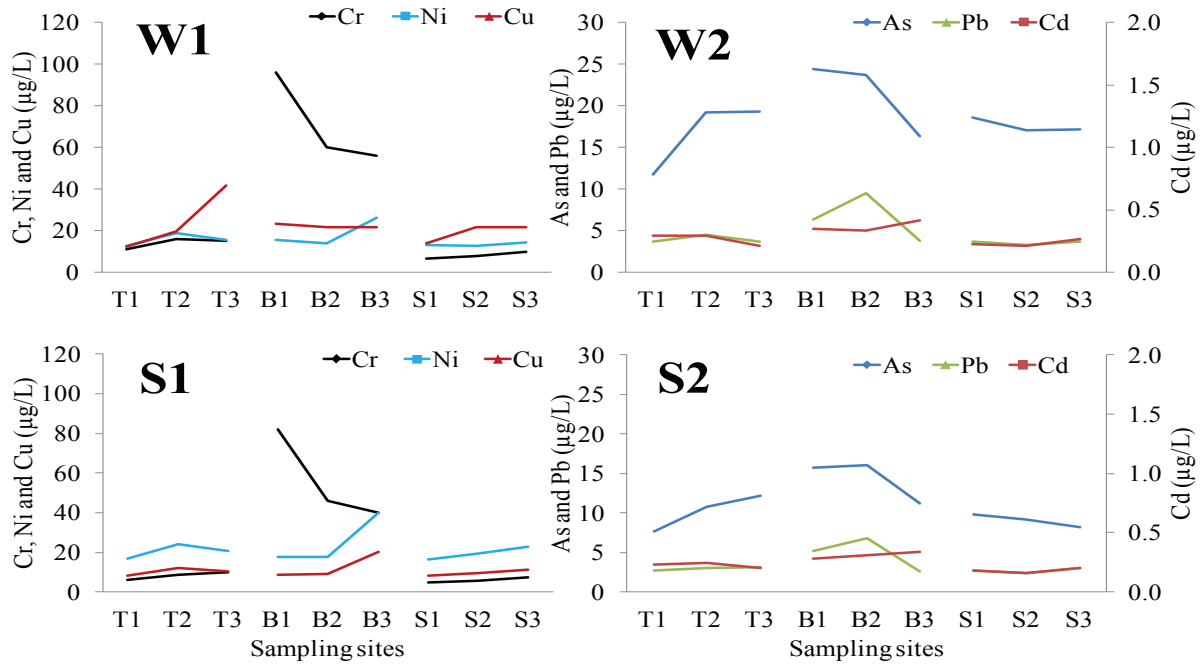 Cr Ni Cu
W1
Cr, Ni and Cu (µg/L)
120
100
80
60
40
20
0
T1 T2 T3 B1 B2 B3 S1 S2 S3
As Pb Cd
W2
As and Pb (µg/L)
30
25
20
15
10
5
0
Cd (µg/L)
2.0
1.5
1.0
0.5
0.0
T1 T2 T3 B1 B2 B3 S1 S2 S3
Cr Ni Cu
S1
Cr, Ni and Cu (µg/L)
120
100
80
60
40
20
0
T1 T2 T3 B1 B2 B3 S1 S2 S3
Sampling sites
As Pb Cd
S2
As and Pb (µg/L)
30
25
20
15
10
5
0
Cd (µg/L)
2.0
1.5
1.0
0.5
0.0
T1 T2 T3 B1 B2 B3 S1 S2 S3
Sampling sites